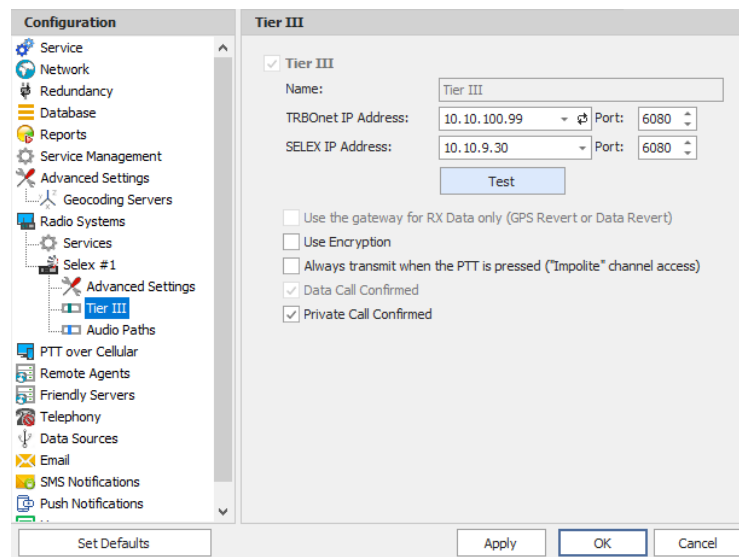 Configuration
Service
Network
Redundancy
Database
Reports
Service Management
Advanced Settings
Geocoding Servers
Radio Systems
Services
Selex #1
Advanced Settings
Tier III
Audio Paths
PTT over Cellular
Remote Agents
Friendly Servers
Telephony
Data Sources
Email
SMS Notifications
Push Notifications
Set Defaults
Tier III
Tier III
Name: Tier III
TRBOnet IP Address: 10.10.100.99 Port: 6080
SELEX IP Address: 10.10.9.30 Port: 6080
Test
Use the gateway for RX Data only (GPS Revert or Data Revert)
Use Encryption
Always transmit when the PTT is pressed ("Impolite" channel access)
Data Call Confirmed
Private Call Confirmed
Apply OK Cancel